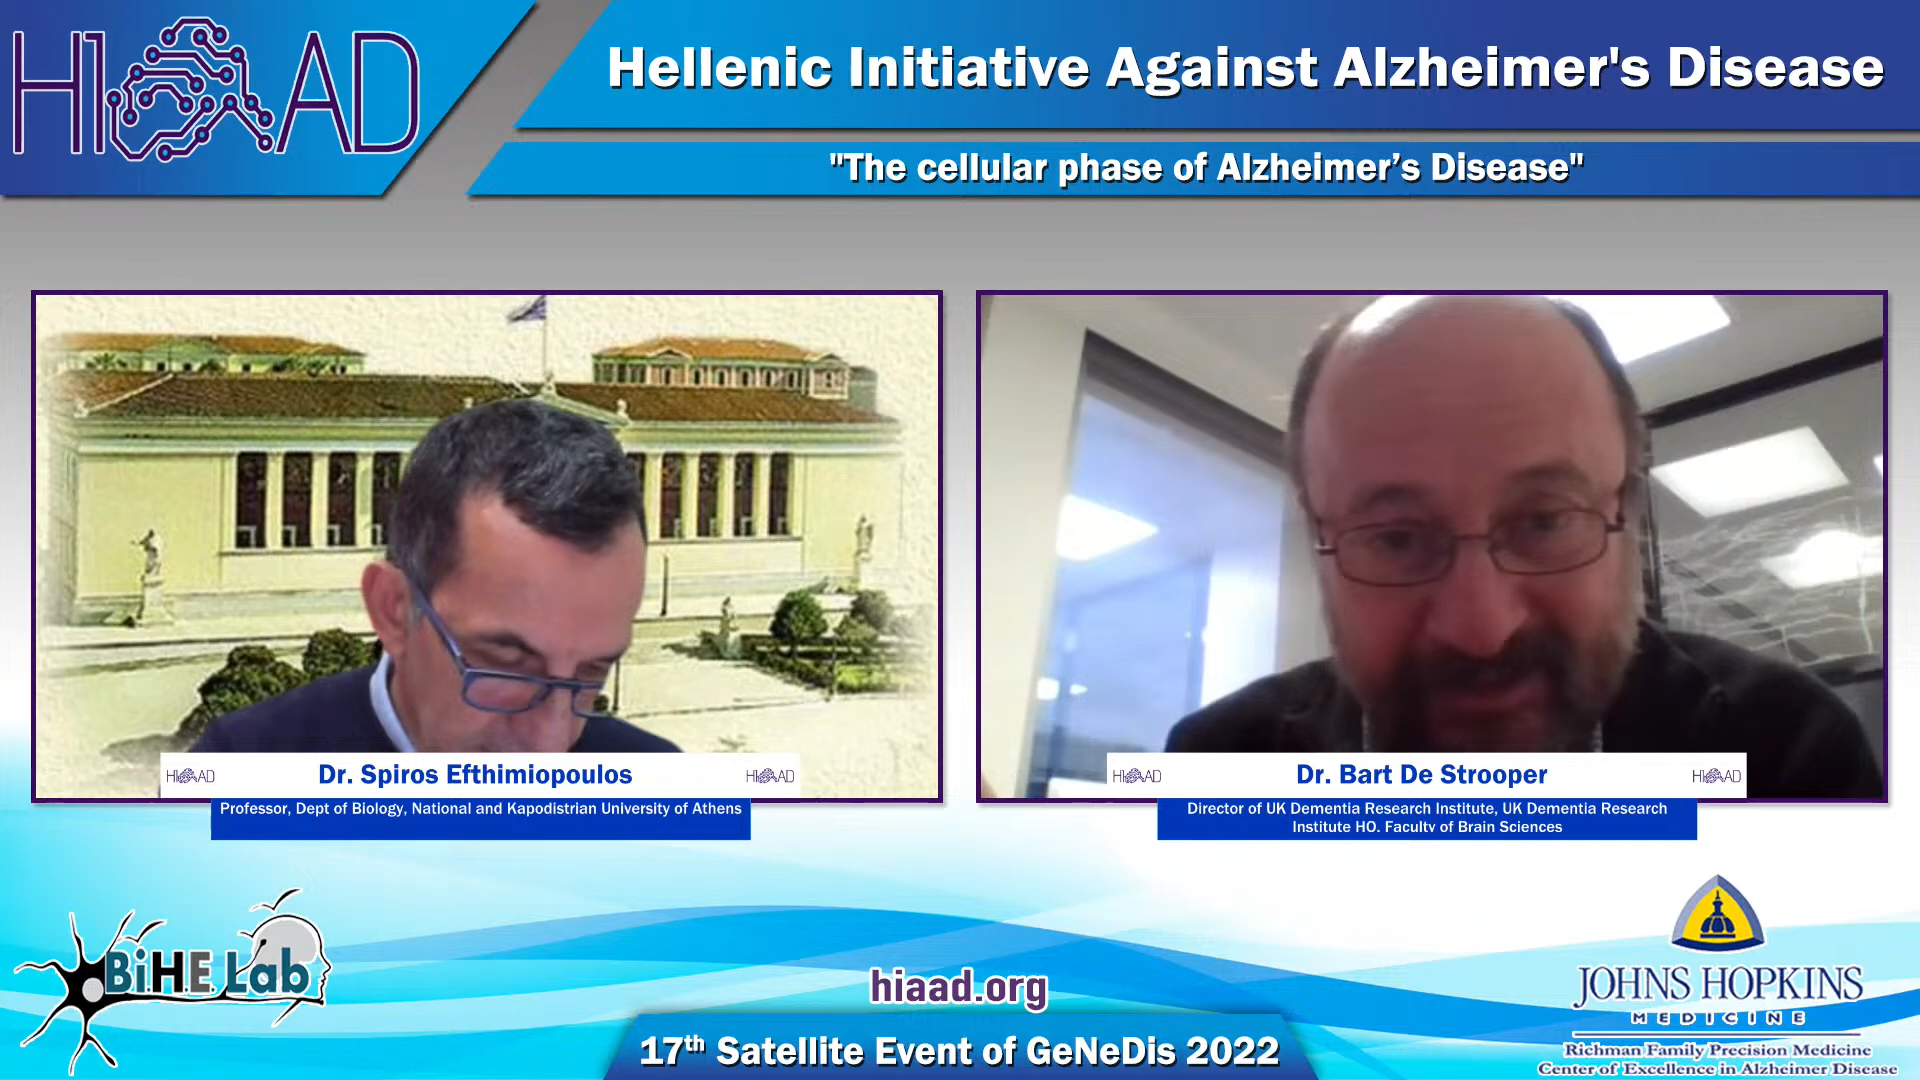 HIAAD
Hellenic Initiative Against Alzheimer's Disease
"The cellular phase of Alzheimer’s Disease"
HIAAD
Dr. Spiros Efthimiopoulos
HIAAD
Professor, Dept of Biology, National and Kapodistrian University of Athens
HIAAD
Dr. Bart De Strooper
HIAAD
Director of UK Dementia Research Institute, UK Dementia Research
Institute HQ, Faculty of Brain Sciences
BiH.E. Lab
hiaad.org
17th Satellite Event of GeNeDis 2022
JOHNS HOPKINS
MEDICINE
Richman Family Precision Medicine
Center of Excellence in Alzheimer Disease